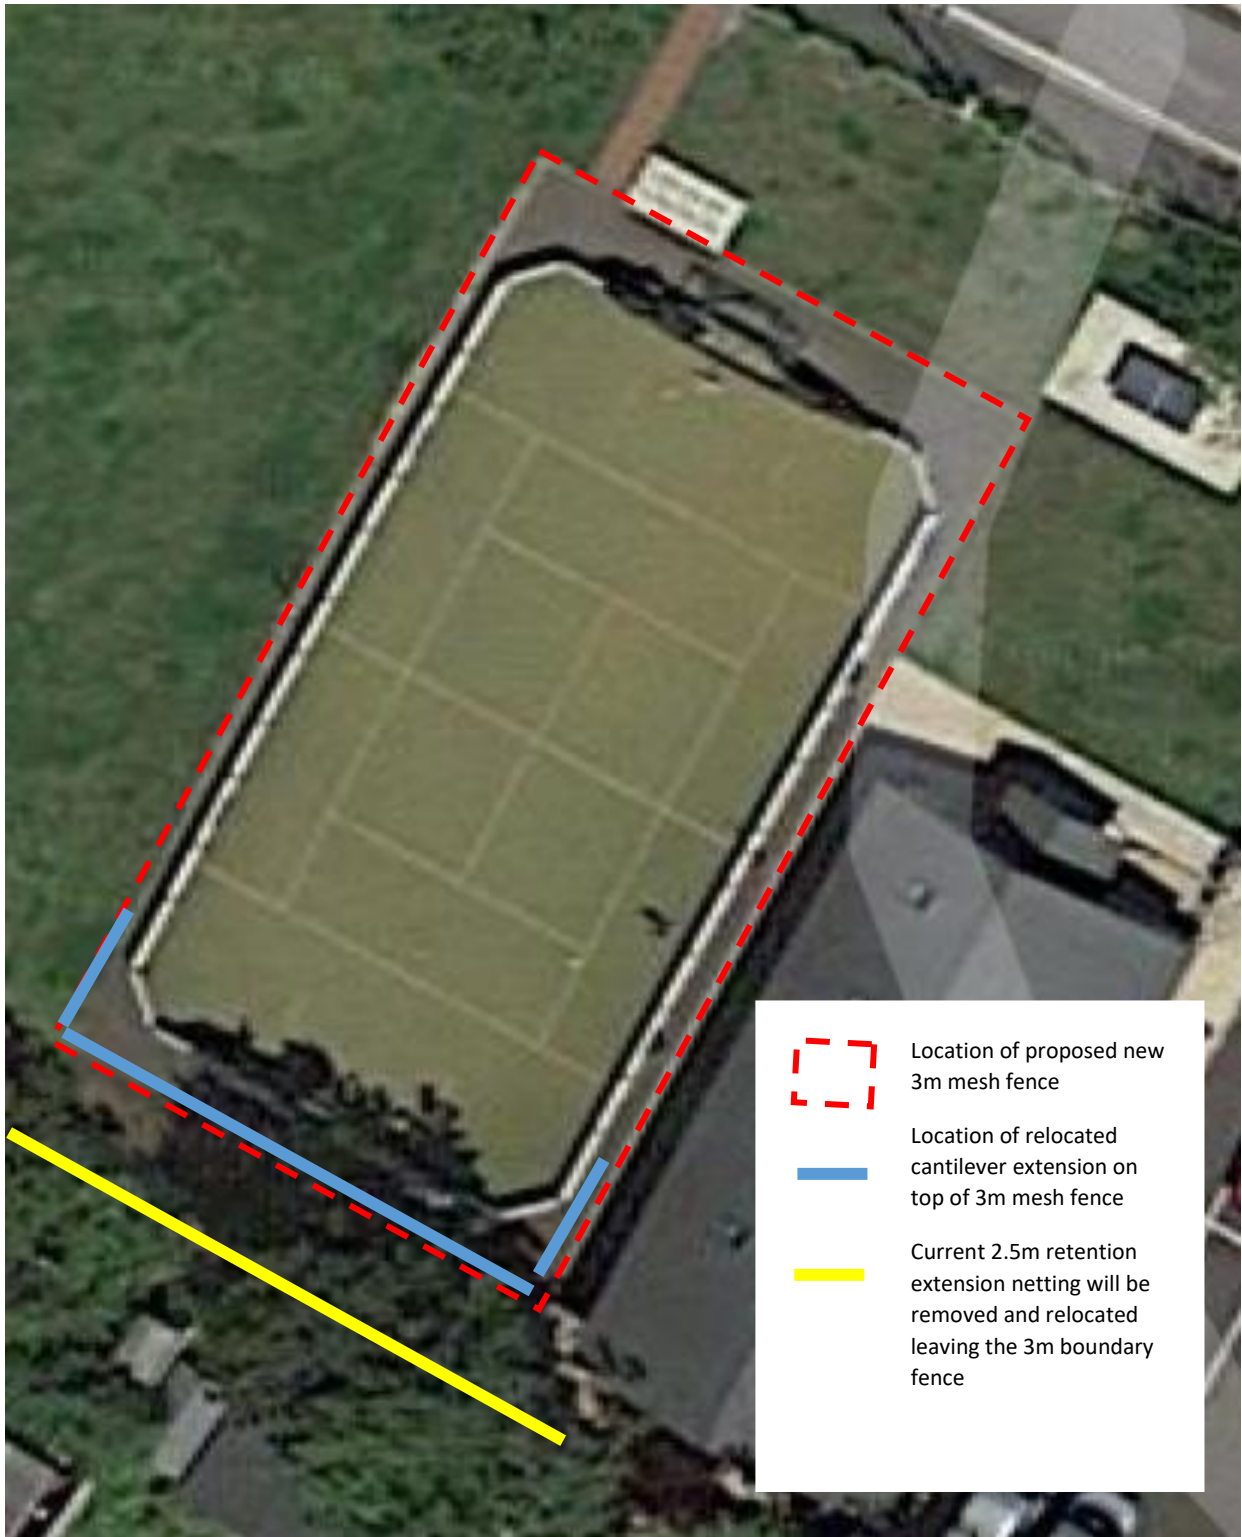 Location of proposed new
3m mesh fence
Location of relocated
cantilever extension on
top of 3m mesh fence
Current 2.5m retention
extension netting will be
removed and relocated
leaving the 3m boundary
fence